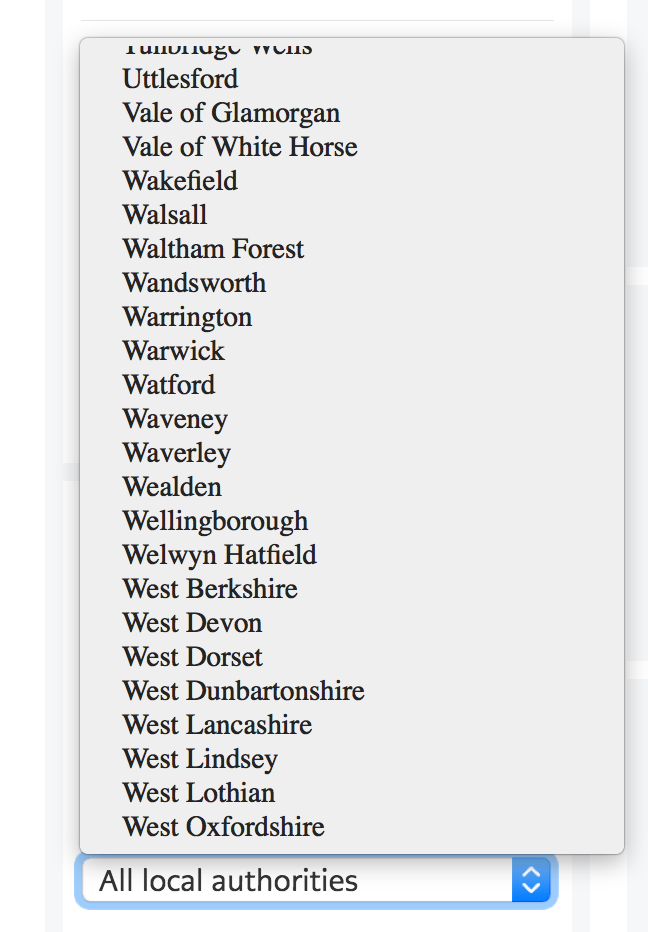 Tunbridge Wells
Uttlesford
Vale of Glamorgan
Vale of White Horse
Wakefield
Walsall
Waltham Forest
Wandsworth
Warrington
Warwick
Watford
Waveney
Waverley
Wealden
Wellingborough
Welwyn Hatfield
West Berkshire
West Devon
West Dorset
West Dunbartonshire
West Lancashire
West Lindsey
West Lothian
West Oxfordshire
All local authorities